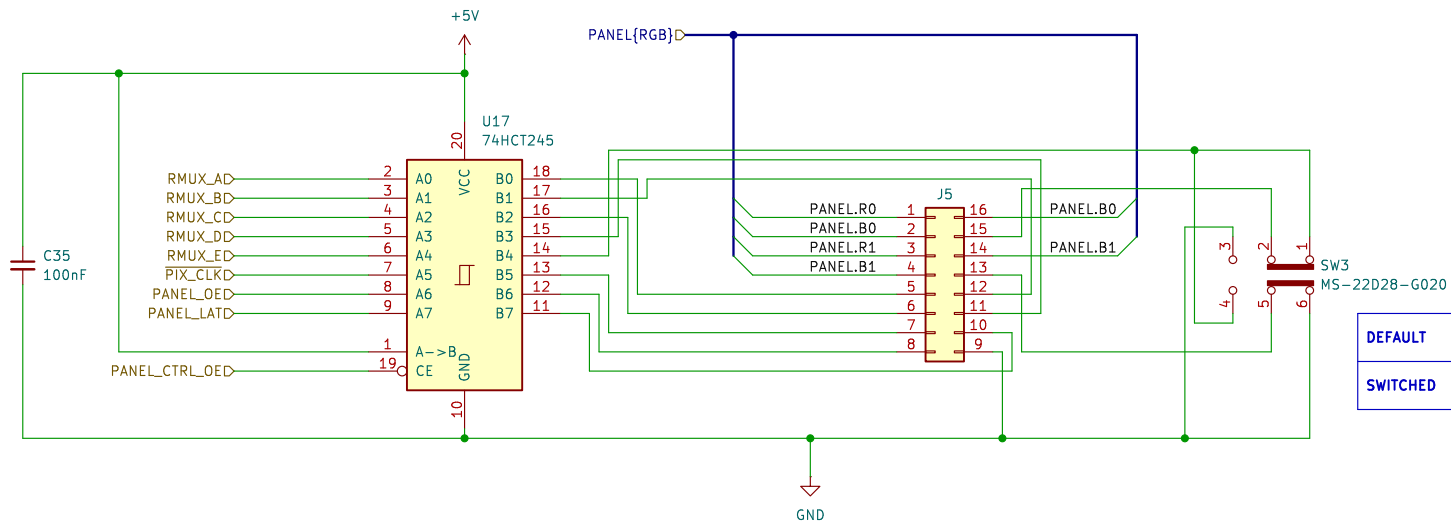 +5V
PANEL{RGB}
U17
74HCT245
20
VCC
RMUX_A
2
A0
B0
18
RMUX_B
3
A1
B1
17
RMUX_C
4
A2
B2
16
RMUX_D
5
A3
B3
15
RMUX_E
6
A4
B4
14
PIX_CLK
7
A5
B5
13
PANEL_OE
8
A6
B6
12
PANEL_LAT
9
A7
B7
11
1
A->B
PANEL_CTRL_OE
19
CE
GND
10
C35
100nF
J5
PANEL.R0
1
16
PANEL.B0
PANEL.B0
2
15
PANEL.R1
3
14
PANEL.B1
PANEL.B1
4
13
5
12
6
11
7
10
8
9
3
2
1
4
5
6
SW3
MS-22D28-G020
DEFAULT
SWITCHED
GND